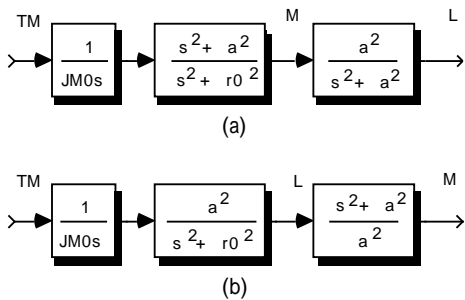 TM M L
1 / JM0s
s² + a² / s² + r0²
a² / s² + a²
(a)
TM L M
1 / JM0s
a² / s² + r0²
s² + a² / a²
(b)